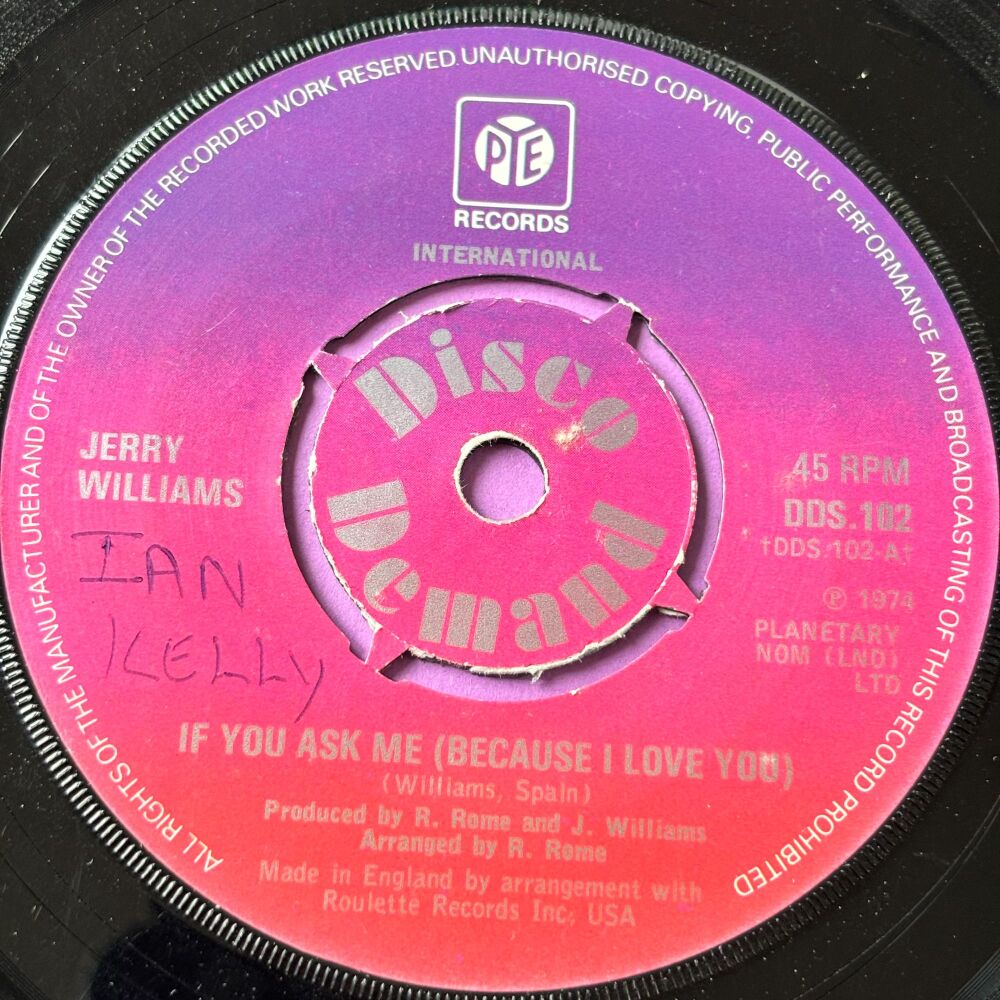 ALL RIGHTS OF THE MANUFACTURER AND OF THE OWNER OF THE RECORDED WORK RESERVED. UNAUTHORISED COPYING, PUBLIC PERFORMANCE AND BROADCASTING OF THIS RECORD PROHIBITED
PYE
RECORDS
INTERNATIONAL
Disco
Demand
JERRY
WILLIAMS
IAN
KELLY
45 RPM
DDS.102
†DDS.102-A†
℗ 1974
PLANETARY
NOM (LND)
LTD
IF YOU ASK ME (BECAUSE I LOVE YOU)
(Williams, Spain)
Produced by R. Rome and J. Williams
Arranged by R. Rome
Made in England by arrangement with
Roulette Records Inc, USA